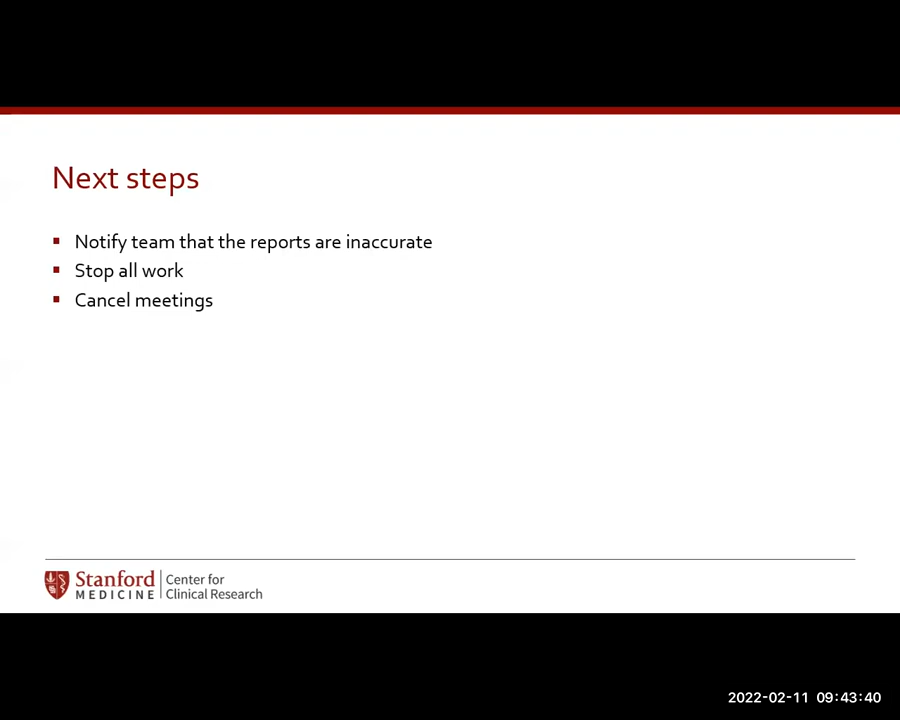 Next steps
Notify team that the reports are inaccurate
Stop all work
Cancel meetings
Stanford MEDICINE
Center for
Clinical Research
2022-02-11 09:43:40